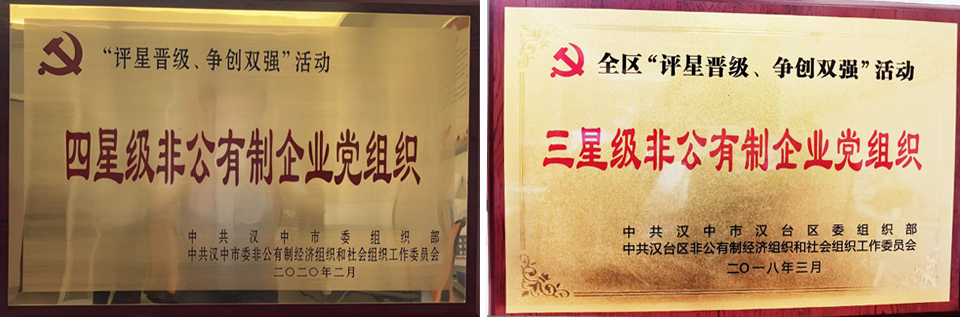 “评星晋级、争创双强”活动
四星级非公有制企业党组织
中共汉中市委组织部
中共汉中市委非公有制经济组织和社会组织工作委员会
二〇二〇年二月
全区“评星晋级、争创双强”活动
三星级非公有制企业党组织
中共汉中市汉台区委组织部
中共汉台区非公有制经济组织和社会组织工作委员会
二〇一八年三月